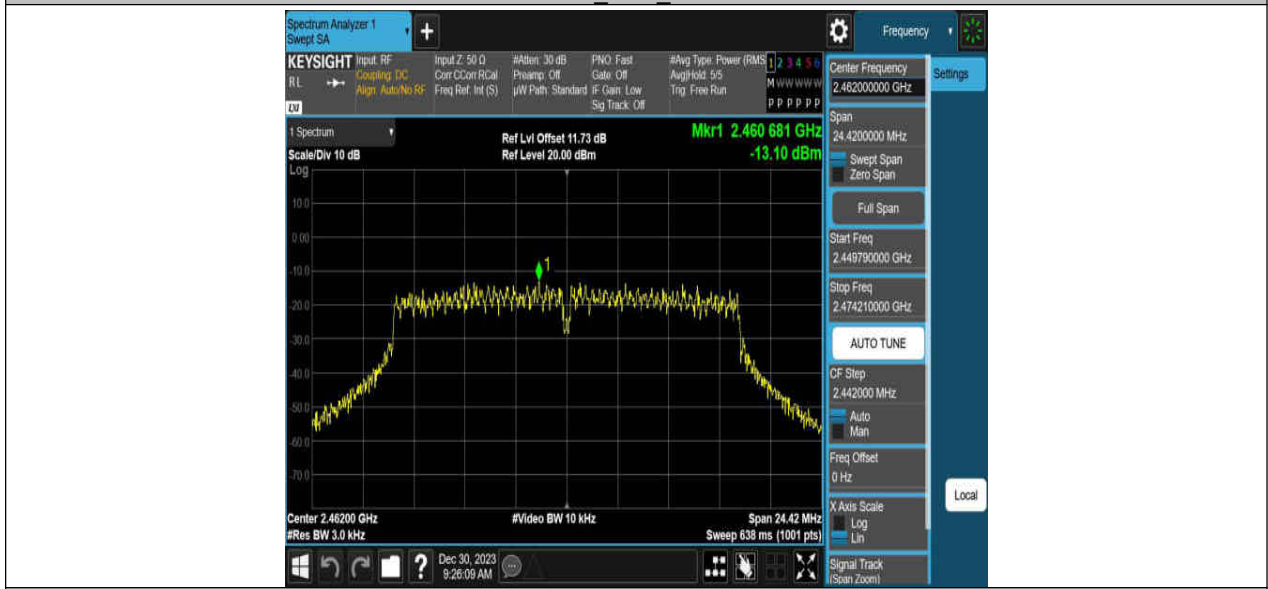 Spectrum Analyzer 1
Swept SA
+
Frequency
KEYSIGHT
RL
LXI
Input: RF
Coupling: DC
Align: Auto/No RF
Input Z: 50 Ω
Corr CCorr RCal
Freq Ref: Int (S)
#Atten: 30 dB
Preamp: Off
µW Path: Standard
PNO: Fast
Gate: Off
IF Gain: Low
Sig Track: Off
#Avg Type: Power (RMS
Avg|Hold: 5/5
Trig: Free Run
1 2 3 4 5 6
M W W W W W
P P P P P P
Center Frequency
2.462000000 GHz
Settings
1 Spectrum
Scale/Div 10 dB
Log
Ref Lvl Offset 11.73 dB
Ref Level 20.00 dBm
Mkr1 2.460 681 GHz
-13.10 dBm
10.0
0.00
-10.0
-20.0
-30.0
-40.0
-50.0
-60.0
-70.0
1
Span
24.4200000 MHz
Swept Span
Zero Span
Full Span
Start Freq
2.449790000 GHz
Stop Freq
2.474210000 GHz
AUTO TUNE
CF Step
2.442000 MHz
Auto
Man
Freq Offset
0 Hz
X Axis Scale
Log
Lin
Local
Signal Track
(Span Zoom)
Center 2.46200 GHz
#Res BW 3.0 kHz
#Video BW 10 kHz
Span 24.42 MHz
Sweep 638 ms (1001 pts)
?
Dec 30, 2023
9:26:09 AM